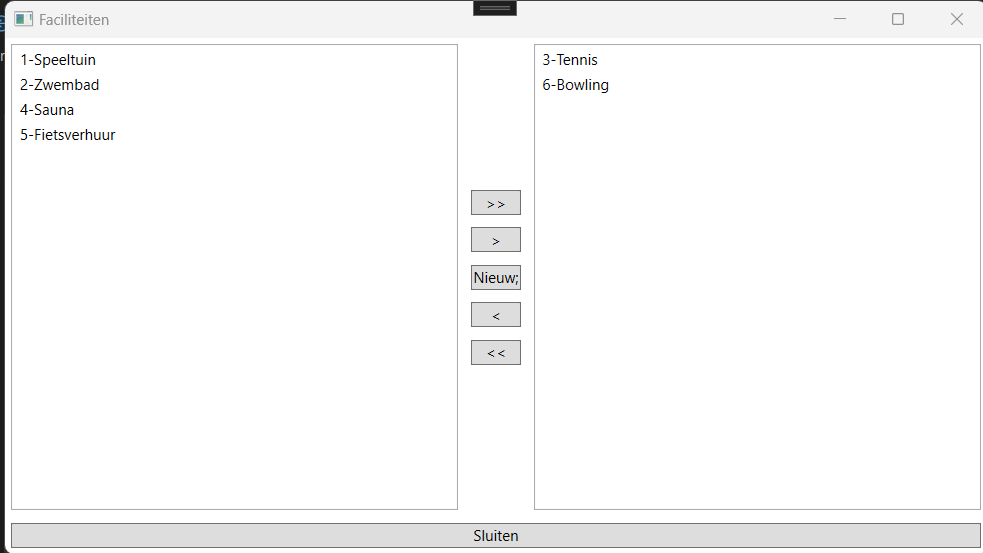 Faciliteiten
1-Speeltuin
2-Zwembad
4-Sauna
5-Fietsverhuur
>>
>
Nieuw;
<
<<
3-Tennis
6-Bowling
Sluiten